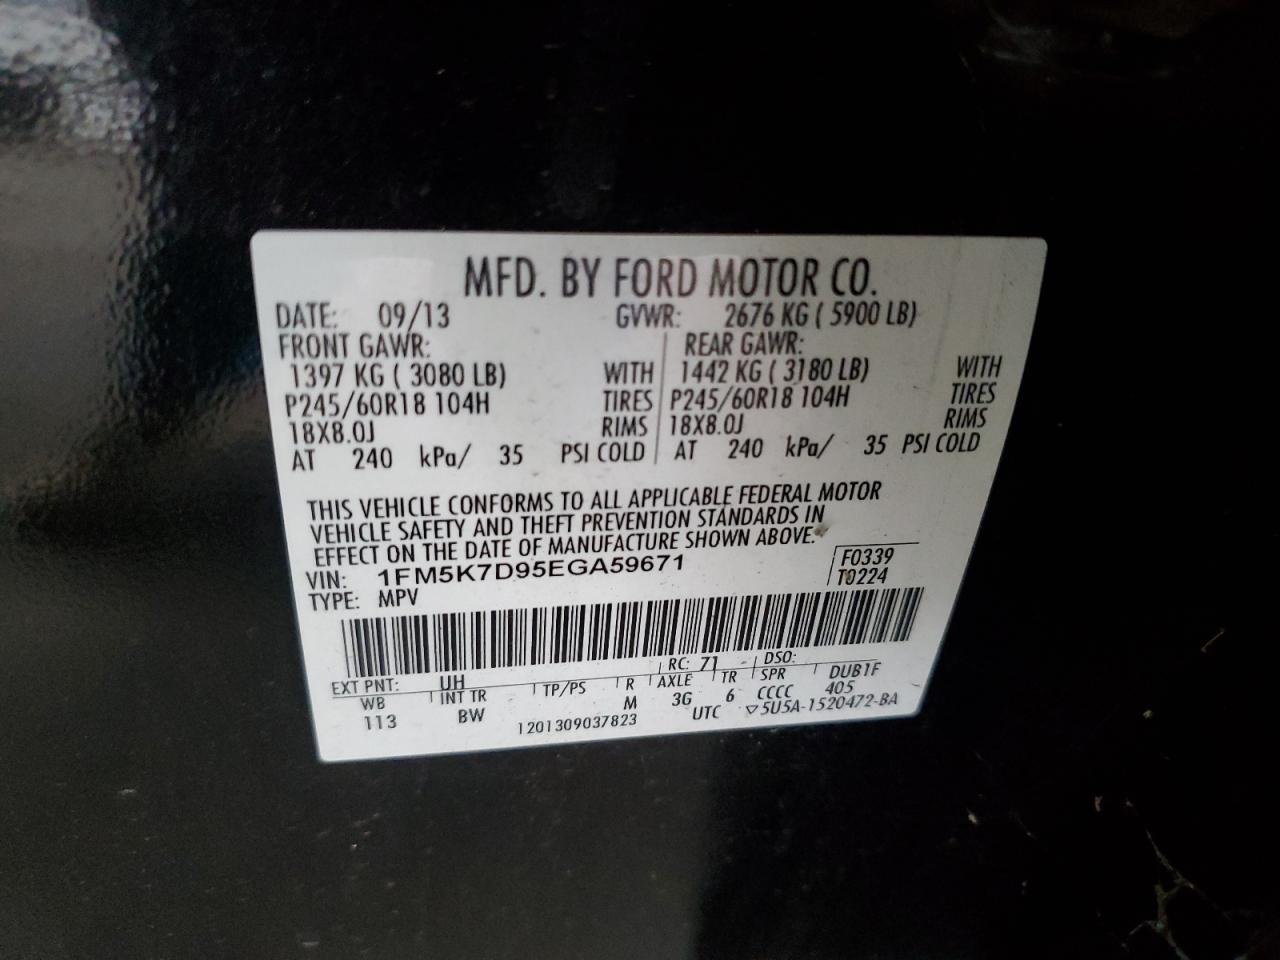 MFD. BY FORD MOTOR CO.
DATE: 09/13 GVWR: 2676 KG ( 5900 LB)
FRONT GAWR: REAR GAWR:
1397 KG ( 3080 LB) WITH 1442 KG ( 3180 LB) WITH
P245/60R18 104H TIRES P245/60R18 104H TIRES
18X8.0J RIMS 18X8.0J RIMS
AT 240 kPa/ 35 PSI COLD AT 240 kPa/ 35 PSI COLD
THIS VEHICLE CONFORMS TO ALL APPLICABLE FEDERAL MOTOR
VEHICLE SAFETY AND THEFT PREVENTION STANDARDS IN
EFFECT ON THE DATE OF MANUFACTURE SHOWN ABOVE.
VIN: 1FM5K7D95EGA59671 F0339
TYPE: MPV T0224
EXT PNT: UH RC: 71 DSO:
WB INT TR TP/PS R AXLE TR SPR DUB1F
113 BW M 3G 6 CCCC 405
1201309037823 UTC ▽5U5A-1520472-BA